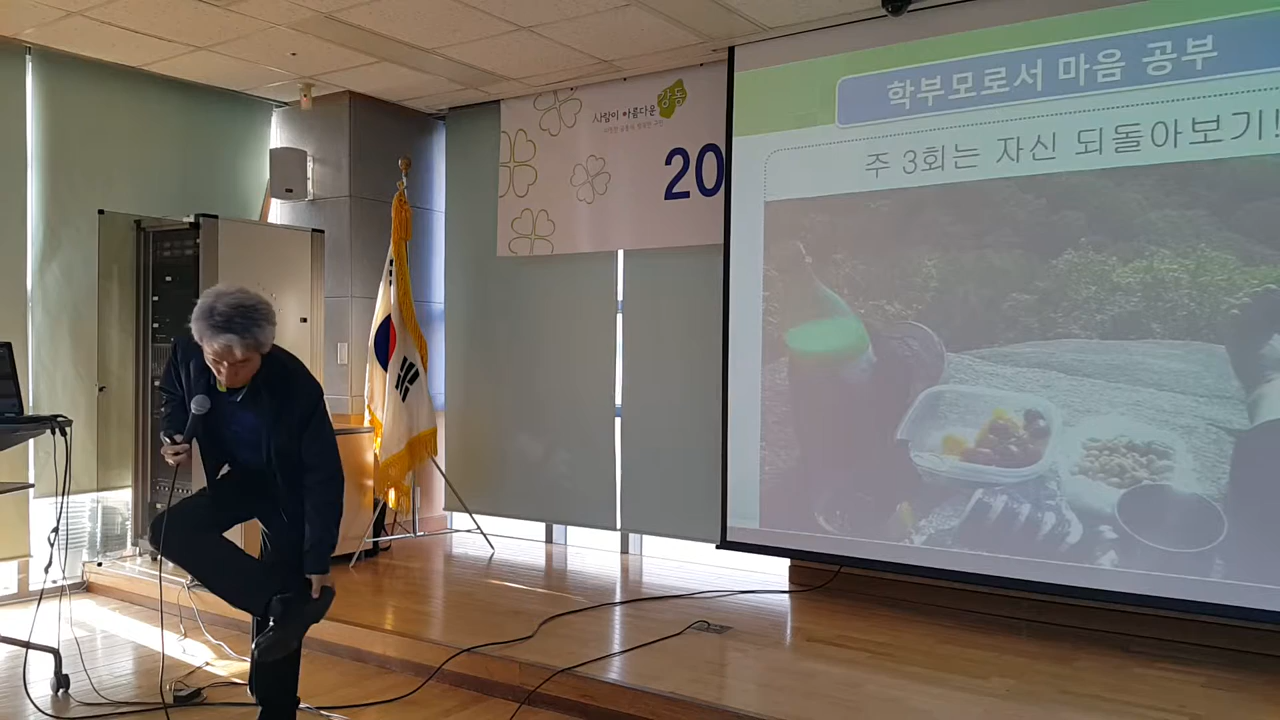 사람이 아름다운 강동
20
학부모로서 마음 공부
주 3회는 자신 되돌아보기!